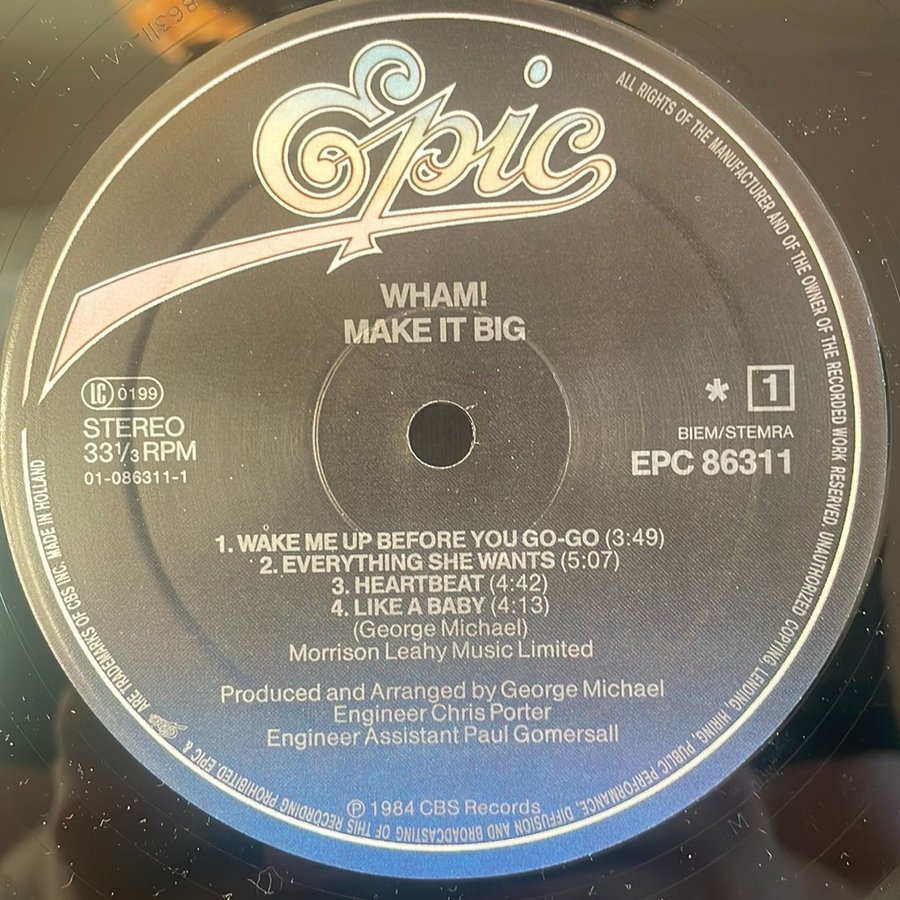 Epic
WHAM!
MAKE IT BIG
LC 0199
STEREO
33⅓ RPM
01-086311-1
* 1
BIEM/STEMRA
EPC 86311
1. WAKE ME UP BEFORE YOU GO-GO (3:49)
2. EVERYTHING SHE WANTS (5:07)
3. HEARTBEAT (4:42)
4. LIKE A BABY (4:13)
(George Michael)
Morrison Leahy Music Limited
Produced and Arranged by George Michael
Engineer Chris Porter
Engineer Assistant Paul Gomersall
℗ 1984 CBS Records
ALL RIGHTS OF THE MANUFACTURER AND OF THE OWNER OF THE RECORDED WORK RESERVED. UNAUTHORIZED COPYING, LENDING, HIRING, PUBLIC PERFORMANCE, DIFFUSION AND BROADCASTING OF THIS RECORDING PROHIBITED. EPIC & Epic ARE TRADEMARKS OF CBS INC. MADE IN HOLLAND
M